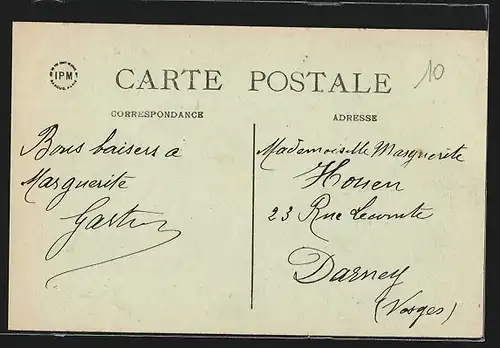 IPM
CARTE POSTALE
10
CORRESPONDANCE
ADRESSE
Bons baisers a
Marguerite
Gaston
Mademoiselle Marguerite
Houen
23 Rue Lecomte
Darney
(Vosges)